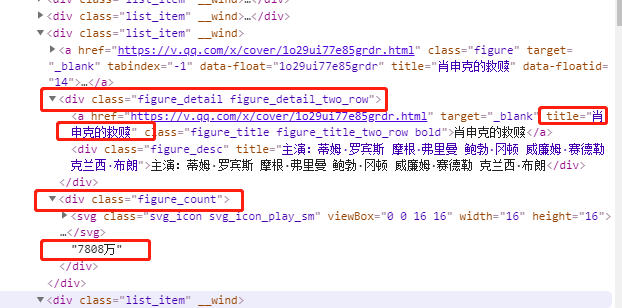 <div class="list_item" __wind>…</div>
<div class="list_item" __wind>…</div>
<div class="list_item" __wind>
<a href="https://v.qq.com/x/cover/1o29ui77e85grdr.html" class="figure" target=
"_blank" tabindex="-1" data-float="1o29ui77e85grdr" title="肖申克的救赎" data-floatid=
"14">…</a>
<div class="figure_detail figure_detail_two_row">
<a href="https://v.qq.com/x/cover/1o29ui77e85grdr.html" target="_blank" title="肖
申克的救赎" class="figure_title figure_title_two_row bold">肖申克的救赎</a>
<div class="figure_desc" title="主演：蒂姆·罗宾斯 摩根·弗里曼 鲍勃·冈顿 威廉姆·赛德勒
克兰西·布朗">主演：蒂姆·罗宾斯 摩根·弗里曼 鲍勃·冈顿 威廉姆·赛德勒 克兰西·布朗</div>
</div>
<div class="figure_count">
<svg class="svg_icon svg_icon_play_sm" viewBox="0 0 16 16" width="16" height="16">
…</svg>
"7808万"
</div>
</div>
<div class="list_item" __wind>